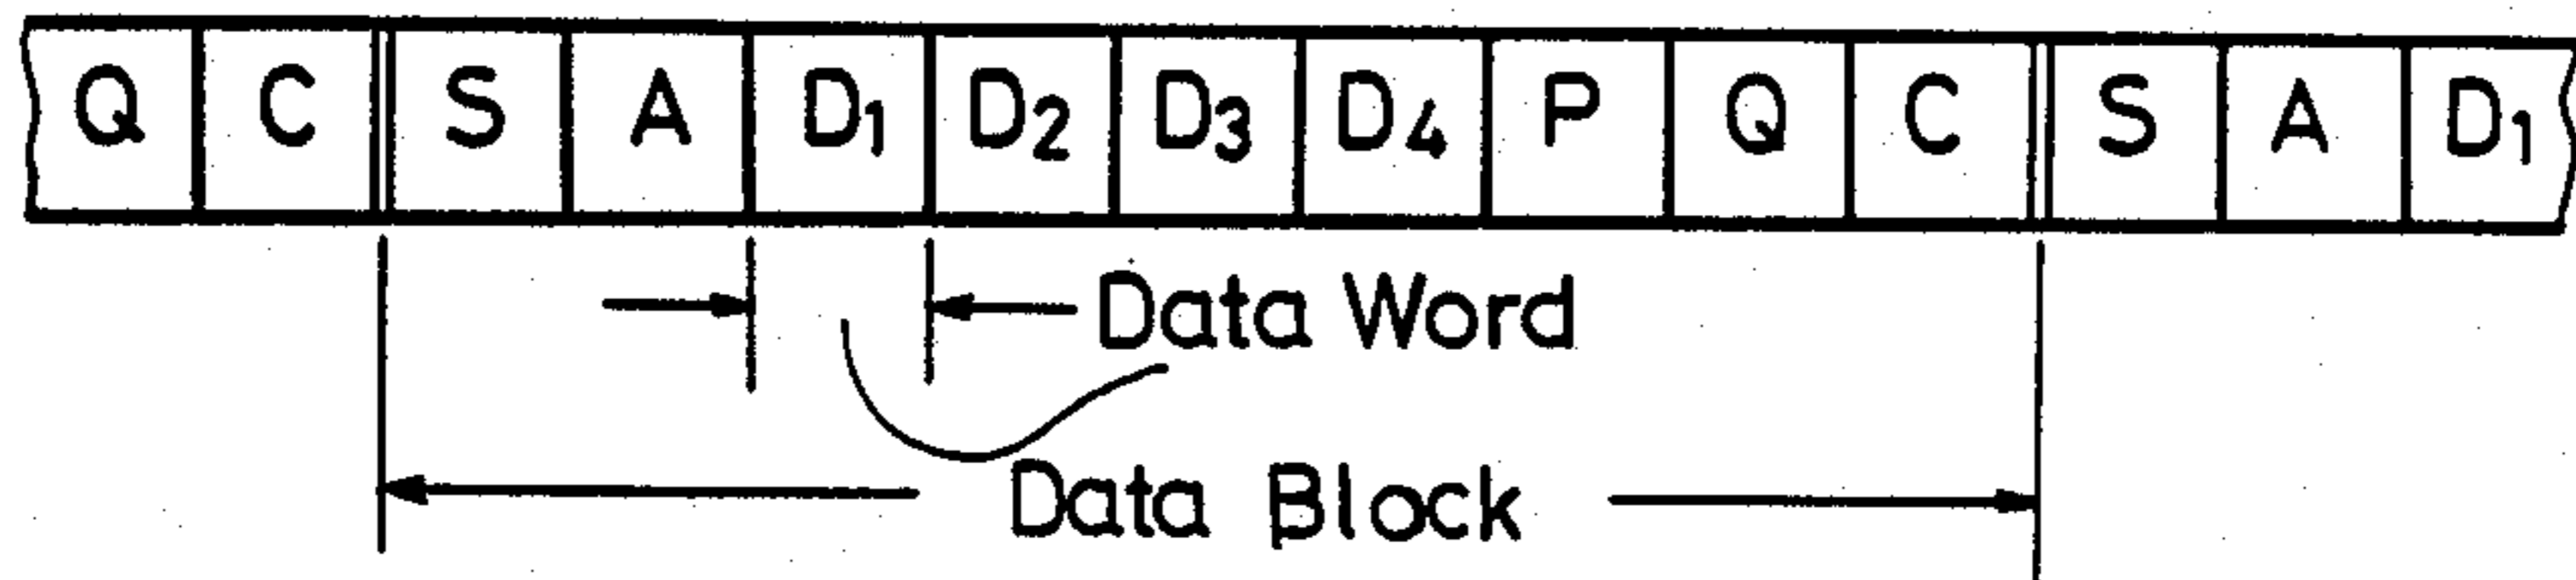 Q C S A D₁ D₂ D₃ D₄ P Q C S A D₁
Data Word
Data Block